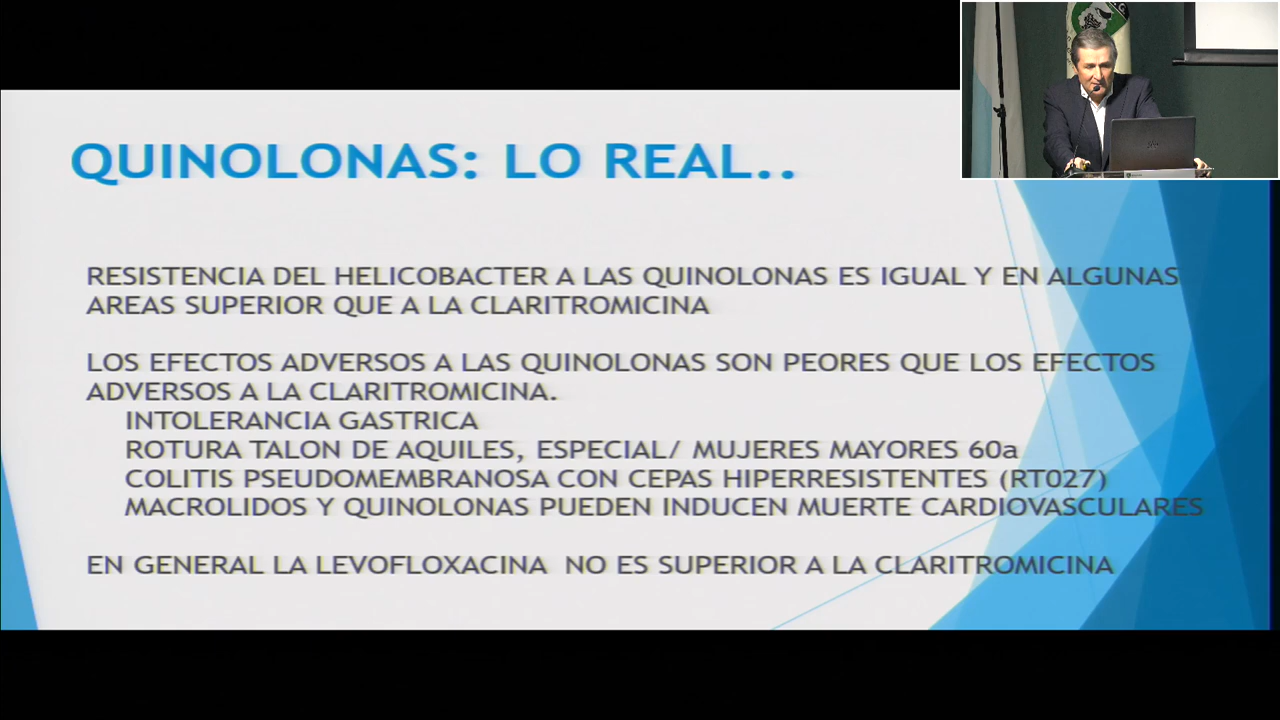 QUINOLONAS: LO REAL..
RESISTENCIA DEL HELICOBACTER A LAS QUINOLONAS ES IGUAL Y EN ALGUNAS
AREAS SUPERIOR QUE A LA CLARITROMICINA
LOS EFECTOS ADVERSOS A LAS QUINOLONAS SON PEORES QUE LOS EFECTOS
ADVERSOS A LA CLARITROMICINA.
INTOLERANCIA GASTRICA
ROTURA TALON DE AQUILES, ESPECIAL/ MUJERES MAYORES 60a
COLITIS PSEUDOMEMBRANOSA CON CEPAS HIPERRESISTENTES (RT027)
MACROLIDOS Y QUINOLONAS PUEDEN INDUCEN MUERTE CARDIOVASCULARES
EN GENERAL LA LEVOFLOXACINA  NO ES SUPERIOR A LA CLARITROMICINA